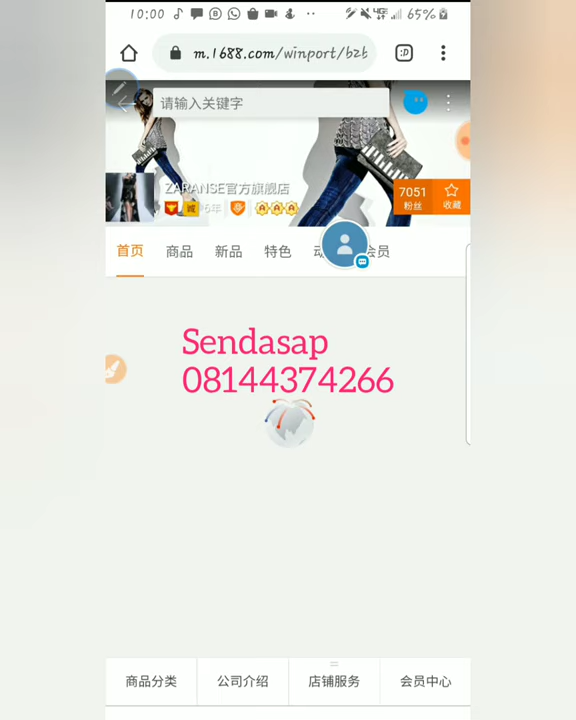 10:00
65%
m.1688.com/winport/b2b
:D
请输入关键字
ZARANSE官方旗舰店
6年
7051
粉丝
收藏
首页 商品 新品 特色 会员
Sendasap
08144374266
商品分类 公司介绍 店铺服务 会员中心